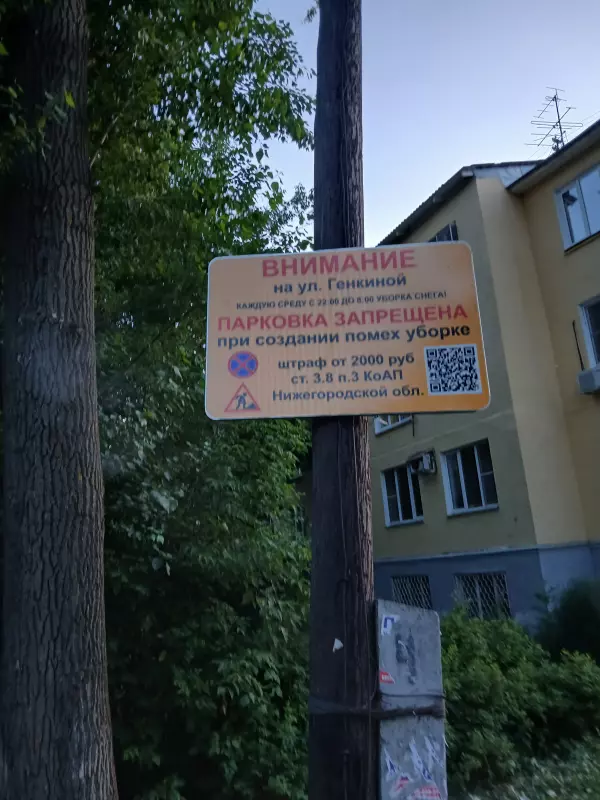 ВНИМАНИЕ
на ул. Генкиной
КАЖДУЮ СРЕДУ С 22:00 ДО 6:00 УБОРКА СНЕГА!
ПАРКОВКА ЗАПРЕЩЕНА
при создании помех уборке
штраф от 2000 руб
ст. 3.8 п.3 КоАП
Нижегородской обл.